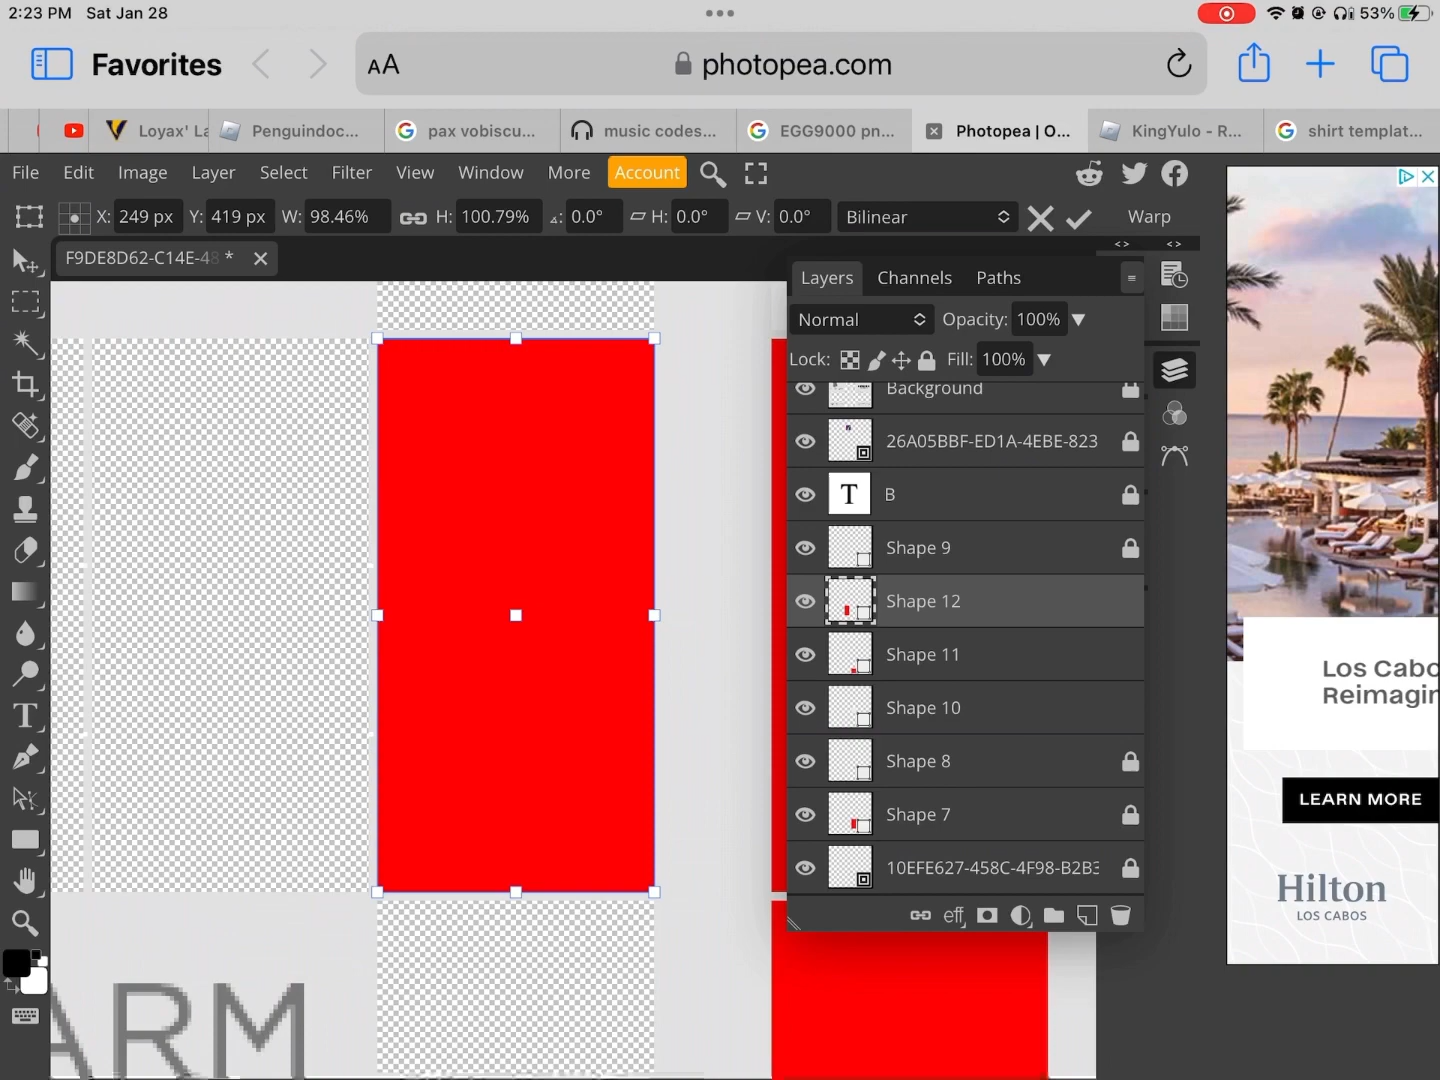 2:23 PM Sat Jan 28
53%
Favorites
AA
photopea.com
Loyax' La
Penguindoc...
pax vobiscu...
music codes...
EGG9000 pn...
Photopea | O...
KingYulo - R...
shirt templat...
File Edit Image Layer Select Filter View Window More Account
X: 249 px Y: 419 px W: 98.46% H: 100.79% 0.0° H: 0.0° V: 0.0° Bilinear Warp
F9DE8D62-C14E-48 *
Layers Channels Paths
Normal Opacity: 100%
Lock: Fill: 100%
Background
26A05BBF-ED1A-4EBE-823
T B
Shape 9
Shape 12
Shape 11
Shape 10
Shape 8
Shape 7
10EFE627-458C-4F98-B2B3
eff
ARM
Los Cabo
Reimagin
LEARN MORE
Hilton
LOS CABOS